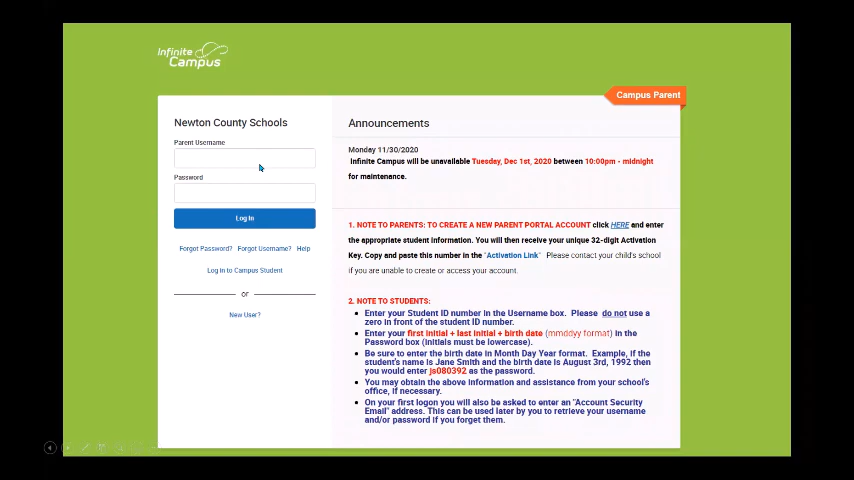 Infinite
Campus
Campus Parent
Newton County Schools
Parent Username
Password
Log In
Forgot Password? Forgot Username? Help
Log in to Campus Student
or
New User?
Announcements
Monday 11/30/2020
Infinite Campus will be unavailable Tuesday, Dec 1st, 2020 between 10:00pm - midnight
for maintenance.
1. NOTE TO PARENTS: TO CREATE A NEW PARENT PORTAL ACCOUNT click HERE and enter
the appropriate student information. You will then receive your unique 32-digit Activation
Key. Copy and paste this number in the "Activation Link" Please contact your child's school
if you are unable to create or access your account.
2. NOTE TO STUDENTS:
• Enter your Student ID number in the Username box. Please do not use a
zero in front of the student ID number.
• Enter your first initial + last initial + birth date (mmddyy format) in the
Password box (initials must be lowercase).
• Be sure to enter the birth date in Month Day Year format. Example, if the
student's name is Jane Smith and the birth date is August 3rd, 1992 then
you would enter js080392 as the password.
• You may obtain the above information and assistance from your school's
office, if necessary.
• On your first logon you will also be asked to enter an "Account Security
Email" address. This can be used later by you to retrieve your username
and/or password if you forget them.